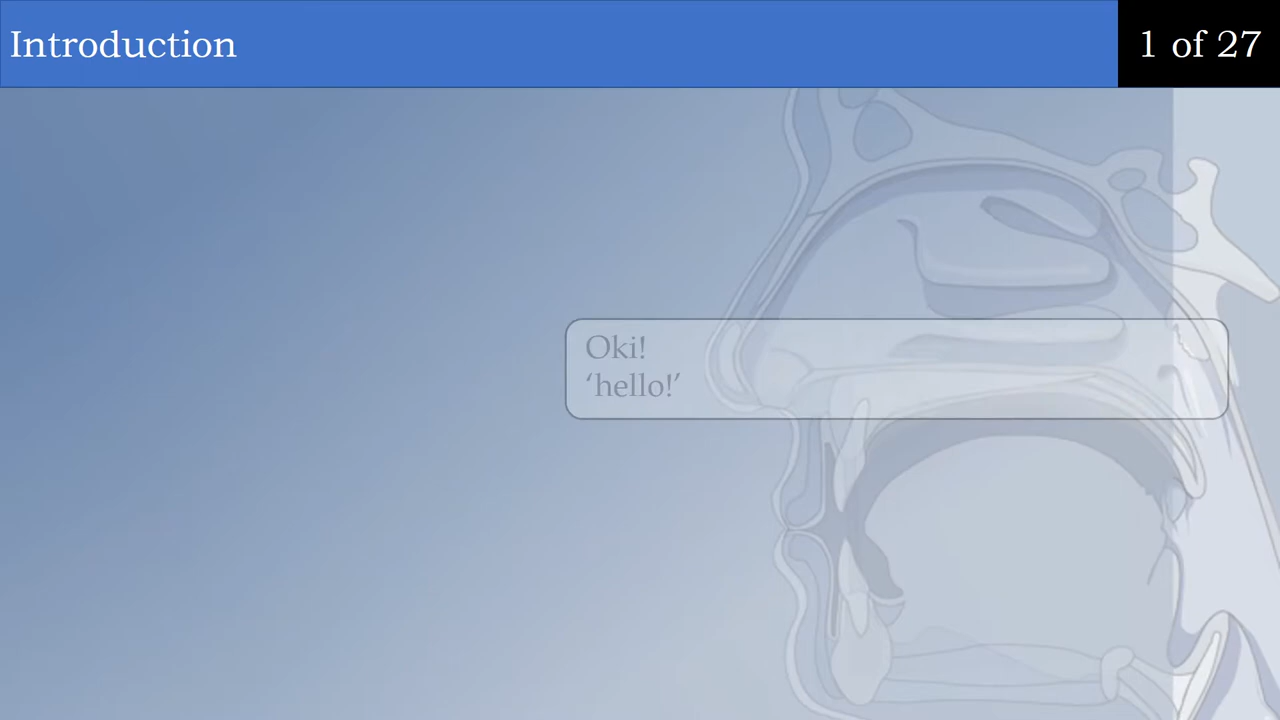 Introduction
1 of 27
Oki!
‘hello!’